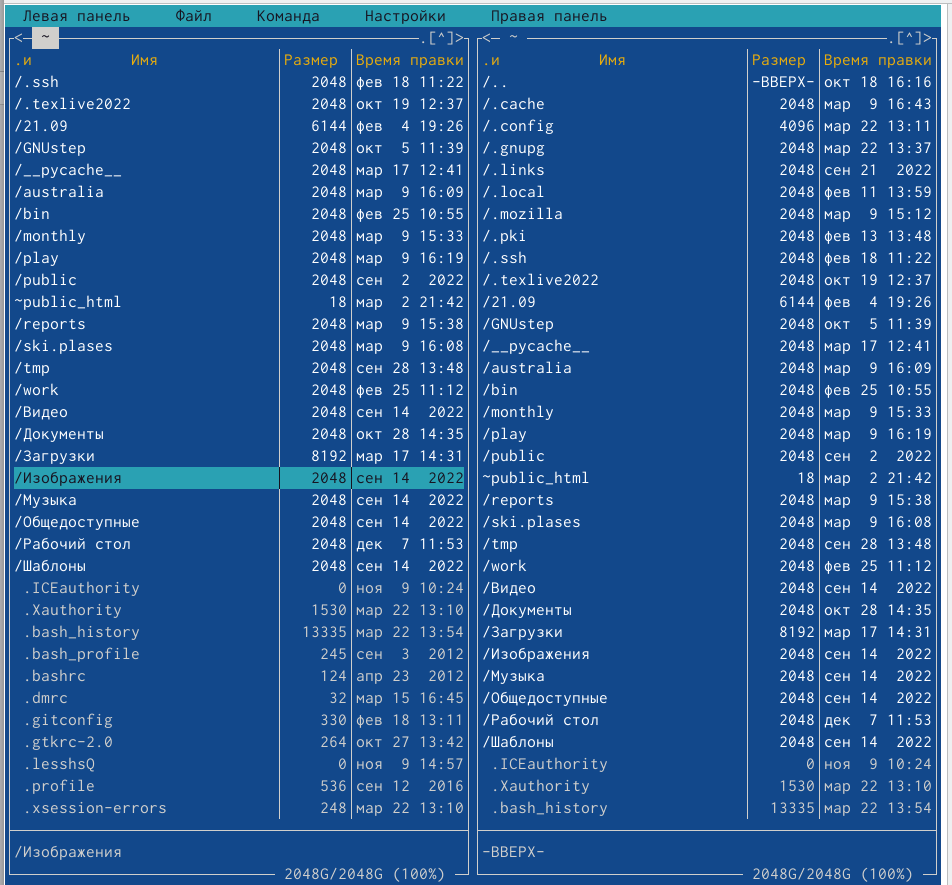 Левая панель Файл Команда Настройки Правая панель
<─ ~ .[^]>
.и Имя Размер Время правки
/.ssh 2048 фев 18 11:22
/.texlive2022 2048 окт 19 12:37
/21.09 6144 фев 4 19:26
/GNUstep 2048 окт 5 11:39
/__pycache__ 2048 мар 17 12:41
/australia 2048 мар 9 16:09
/bin 2048 фев 25 10:55
/monthly 2048 мар 9 15:33
/play 2048 мар 9 16:19
/public 2048 сен 2 2022
~public_html 18 мар 2 21:42
/reports 2048 мар 9 15:38
/ski.plases 2048 мар 9 16:08
/tmp 2048 сен 28 13:48
/work 2048 фев 25 11:12
/Видео 2048 сен 14 2022
/Документы 2048 окт 28 14:35
/Загрузки 8192 мар 17 14:31
/Изображения 2048 сен 14 2022
/Музыка 2048 сен 14 2022
/Общедоступные 2048 сен 14 2022
/Рабочий стол 2048 дек 7 11:53
/Шаблоны 2048 сен 14 2022
.ICEauthority 0 ноя 9 10:24
.Xauthority 1530 мар 22 13:10
.bash_history 13335 мар 22 13:54
.bash_profile 245 сен 3 2012
.bashrc 124 апр 23 2012
.dmrc 32 мар 15 16:45
.gitconfig 330 фев 18 13:11
.gtkrc-2.0 264 окт 27 13:42
.lesshsQ 0 ноя 9 14:57
.profile 536 сен 12 2016
.xsession-errors 248 мар 22 13:10
/Изображения
2048G/2048G (100%)
<─ ~ .[^]>
.и Имя Размер Время правки
/.. -ВВЕРХ- окт 18 16:16
/.cache 2048 мар 9 16:43
/.config 4096 мар 22 13:11
/.gnupg 2048 мар 22 13:37
/.links 2048 сен 21 2022
/.local 2048 фев 11 13:59
/.mozilla 2048 мар 9 15:12
/.pki 2048 фев 13 13:48
/.ssh 2048 фев 18 11:22
/.texlive2022 2048 окт 19 12:37
/21.09 6144 фев 4 19:26
/GNUstep 2048 окт 5 11:39
/__pycache__ 2048 мар 17 12:41
/australia 2048 мар 9 16:09
/bin 2048 фев 25 10:55
/monthly 2048 мар 9 15:33
/play 2048 мар 9 16:19
/public 2048 сен 2 2022
~public_html 18 мар 2 21:42
/reports 2048 мар 9 15:38
/ski.plases 2048 мар 9 16:08
/tmp 2048 сен 28 13:48
/work 2048 фев 25 11:12
/Видео 2048 сен 14 2022
/Документы 2048 окт 28 14:35
/Загрузки 8192 мар 17 14:31
/Изображения 2048 сен 14 2022
/Музыка 2048 сен 14 2022
/Общедоступные 2048 сен 14 2022
/Рабочий стол 2048 дек 7 11:53
/Шаблоны 2048 сен 14 2022
.ICEauthority 0 ноя 9 10:24
.Xauthority 1530 мар 22 13:10
.bash_history 13335 мар 22 13:54
-ВВЕРХ-
2048G/2048G (100%)